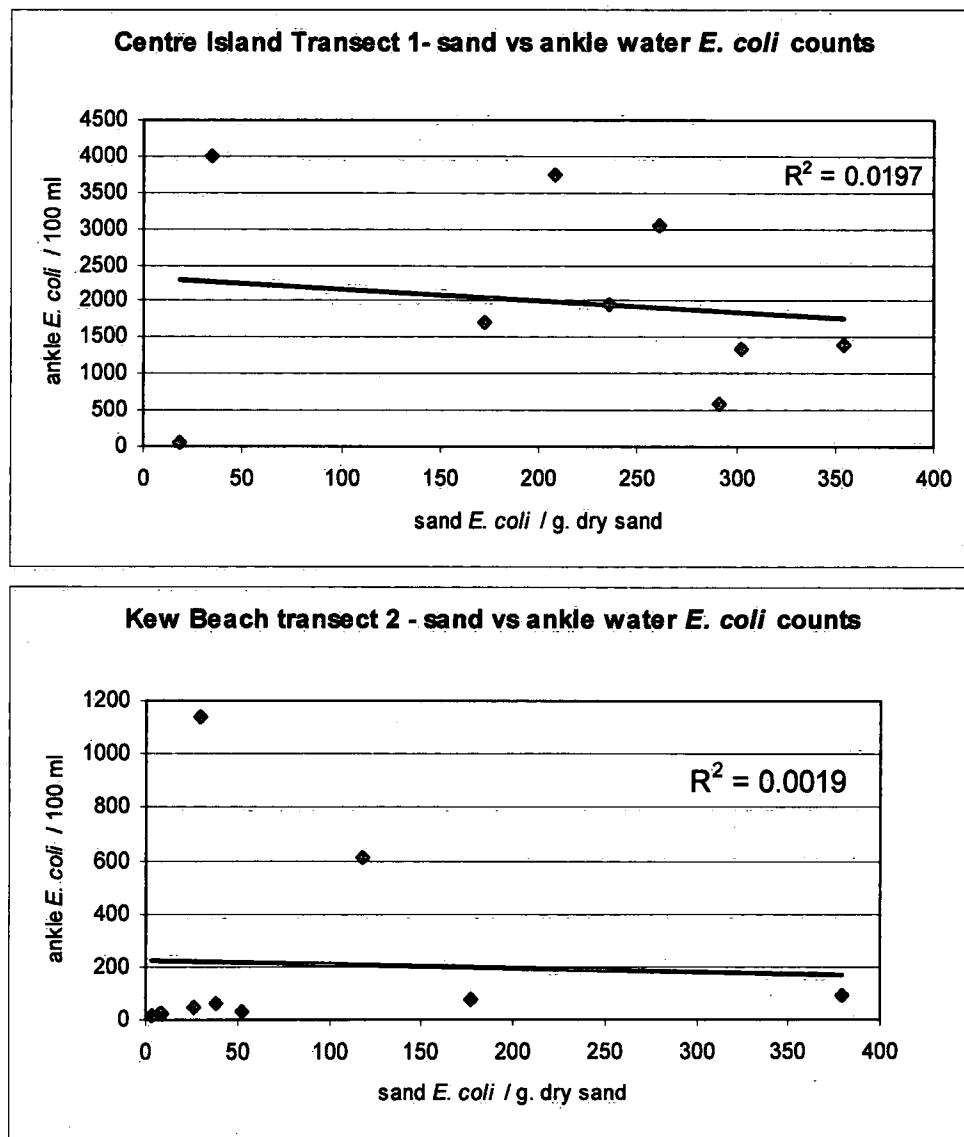 Centre Island Transect 1- sand vs ankle water E. coli counts
4500
4000
3500
3000
2500
2000
1500
1000
500
0
ankle E. coli / 100 ml
R² = 0.0197
0 50 100 150 200 250 300 350 400
sand E. coli / g. dry sand
Kew Beach transect 2 - sand vs ankle water E. coli counts
1200
1000
800
600
400
200
0
ankle E. coli / 100 ml
R² = 0.0019
0 50 100 150 200 250 300 350 400
sand E. coli / g. dry sand